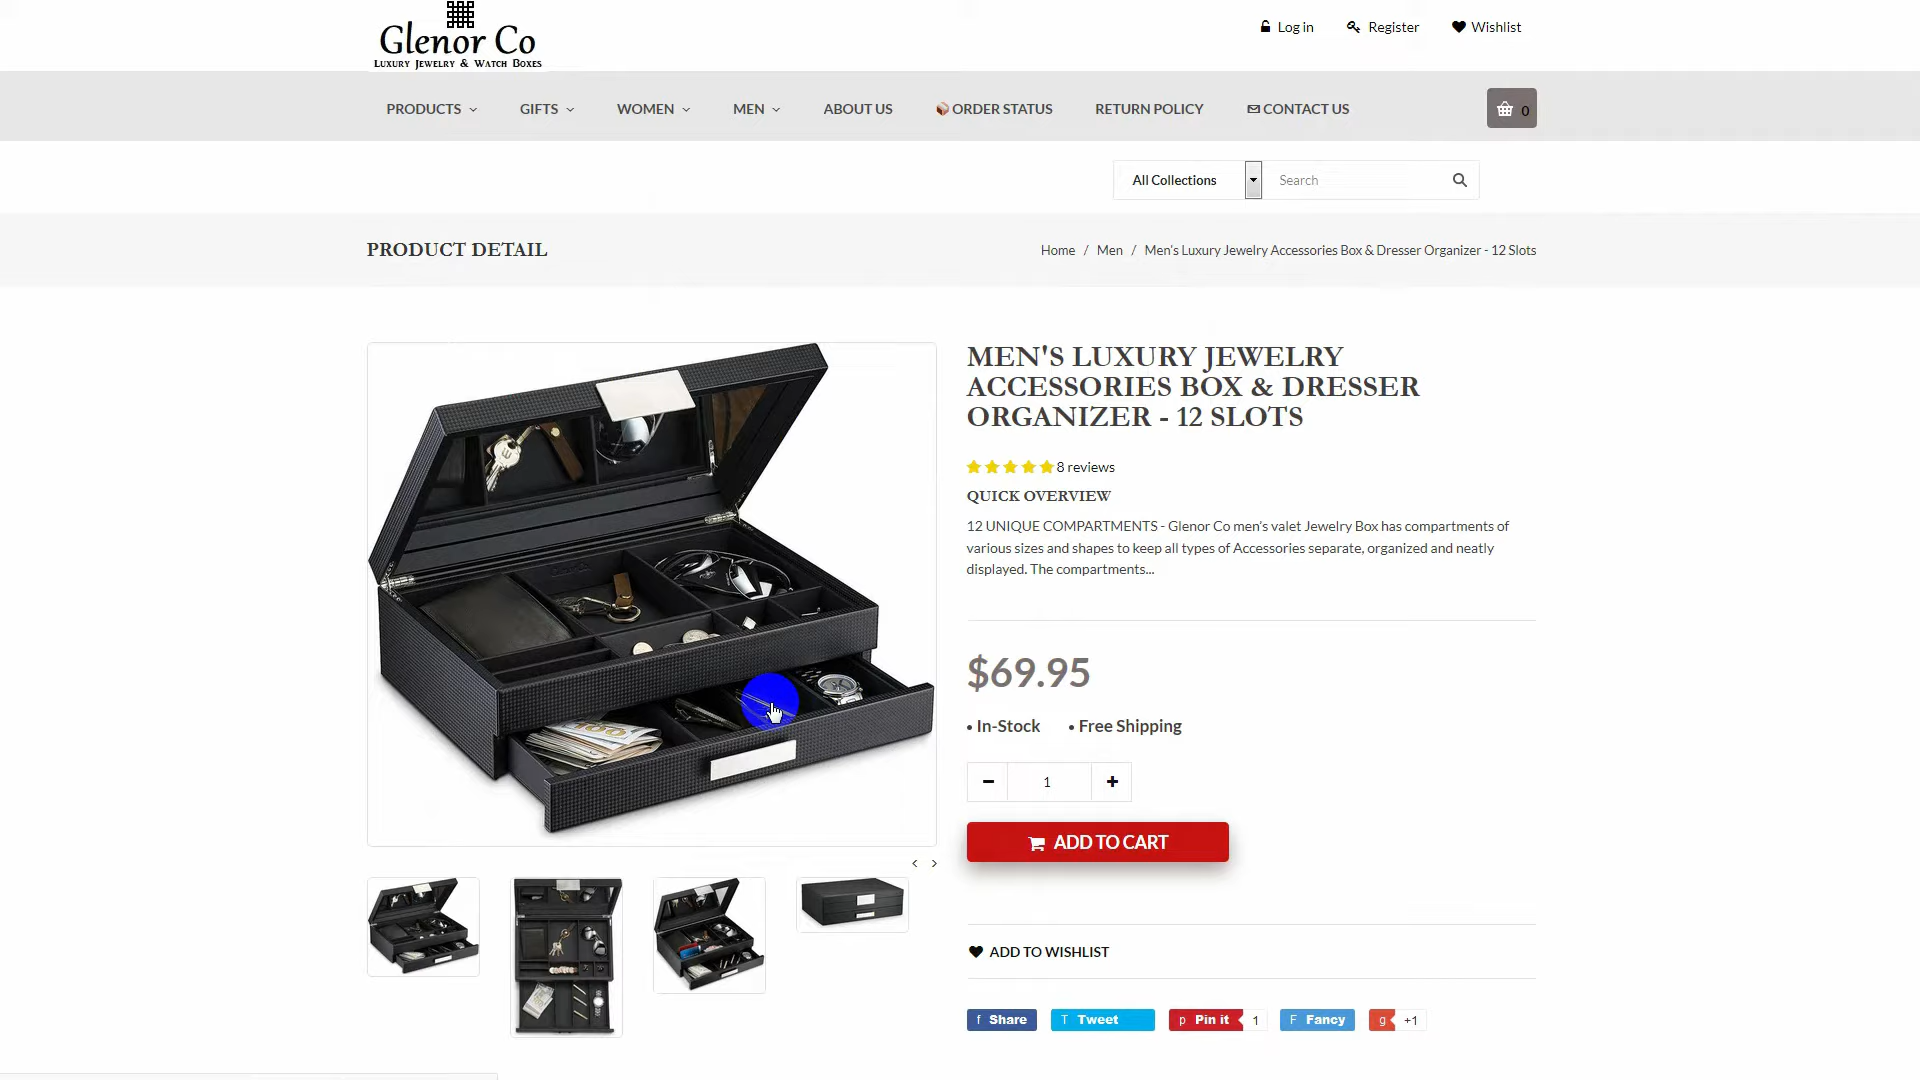 Glenor Co
Luxury Jewelry & Watch Boxes
Log in
Register
Wishlist
PRODUCTS
GIFTS
WOMEN
MEN
ABOUT US
ORDER STATUS
RETURN POLICY
CONTACT US
0
All Collections
Search
PRODUCT DETAIL
Home / Men / Men's Luxury Jewelry Accessories Box & Dresser Organizer - 12 Slots
MEN'S LUXURY JEWELRY
ACCESSORIES BOX & DRESSER
ORGANIZER - 12 SLOTS
8 reviews
QUICK OVERVIEW
12 UNIQUE COMPARTMENTS - Glenor Co men's valet Jewelry Box has compartments of
various sizes and shapes to keep all types of Accessories separate, organized and neatly
displayed. The compartments...
$69.95
• In-Stock • Free Shipping
1
ADD TO CART
ADD TO WISHLIST
f Share
T Tweet
p Pin it 1
F Fancy
g +1